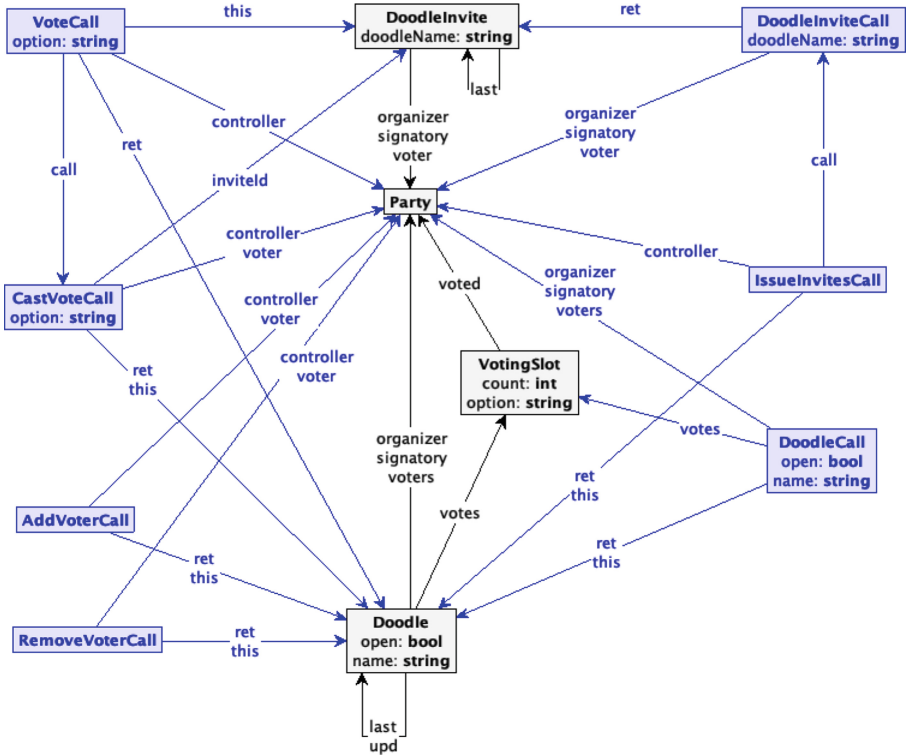 VoteCall
option: string
this
DoodleInvite
doodleName: string
last
ret
DoodleInviteCall
doodleName: string
controller
ret
organizer
signatory
voter
organizer
signatory
voter
call
inviteId
call
Party
controller
voter
controller
CastVoteCall
option: string
controller
voter
voted
organizer
signatory
voters
IssueInvitesCall
ret
this
controller
voter
VotingSlot
count: int
option: string
votes
DoodleCall
open: bool
name: string
organizer
signatory
voters
ret
this
AddVoterCall
votes
ret
this
ret
this
RemoveVoterCall
ret
this
Doodle
open: bool
name: string
last
upd